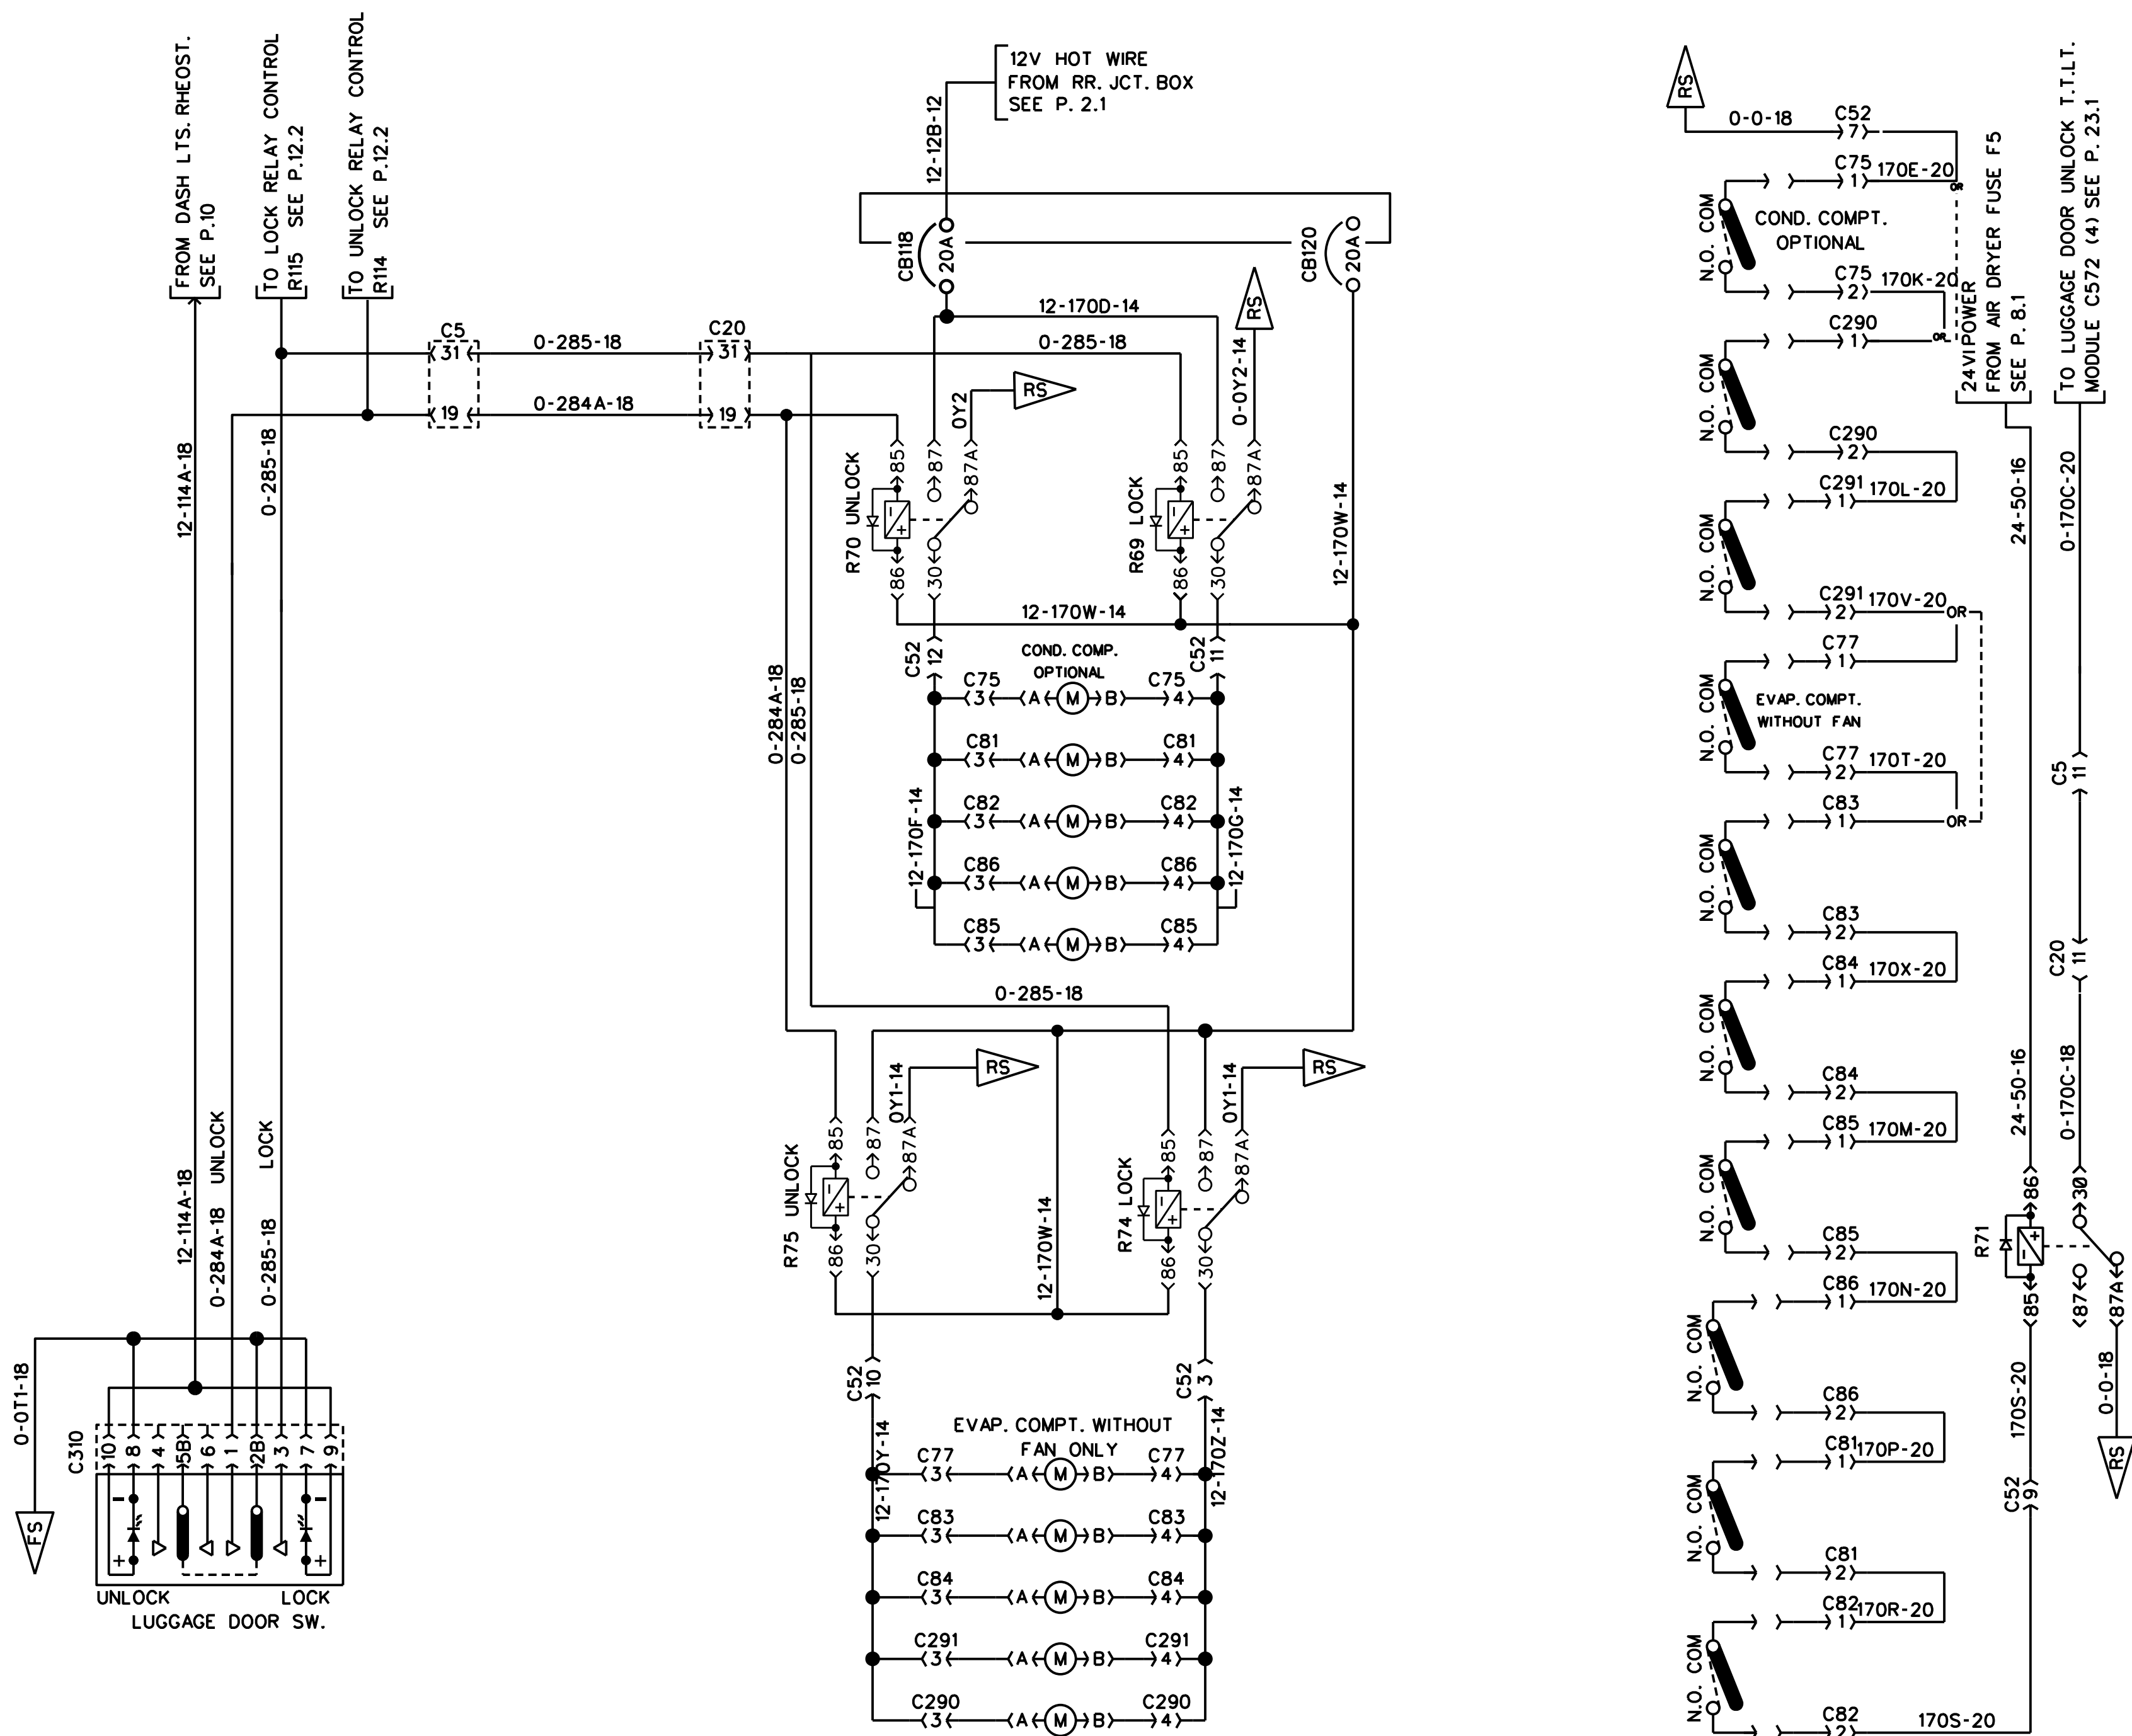 FROM DASH LTS. RHEOST.
SEE P.10
TO LOCK RELAY CONTROL
R115 SEE P.12.2
TO UNLOCK RELAY CONTROL
R114 SEE P.12.2
12V HOT WIRE
FROM RR. JCT. BOX
SEE P. 2.1
12-12B-12
CB118
20A
CB120
20A
12-170D-14
RS
C5
31
0-285-18
C20
31
0-285-18
19
0-284A-18
19
0Y2
RS
0-0Y2-14
12-114A-18
0-285-18
R70 UNLOCK
85
87
87A
86
30
R69 LOCK
85
87
87A
86
30
12-170W-14
12-170W-14
0-284A-18
0-285-18
C52
12
COND. COMP.
OPTIONAL
C52
11
C75
3
A
M
B
C75
4
C81
3
A
M
B
C81
4
12-170F-14
C82
3
A
M
B
C82
4
12-170G-14
C86
3
A
M
B
C86
4
C85
3
A
M
B
C85
4
0-285-18
0Y1-14
RS
0Y1-14
RS
R75 UNLOCK
85
87
87A
86
30
12-170W-14
R74 LOCK
85
87
87A
86
30
C52
10
C52
3
12-170Y-14
EVAP. COMPT. WITHOUT
FAN ONLY
12-170Z-14
C77
3
A
M
B
C77
4
C83
3
A
M
B
C83
4
C84
3
A
M
B
C84
4
C291
3
A
M
B
C291
4
C290
3
A
M
B
C290
4
12-114A-18
0-284A-18 UNLOCK
0-285-18 LOCK
0-0T1-18
FS
C310
10
8
4
5B
6
1
2B
3
7
9
-
+
-
+
UNLOCK
LOCK
LUGGAGE DOOR SW.
RS
0-0-18
C52
7
C75
1
170E-20
OR
N.O. COM
COND. COMPT.
OPTIONAL
C75
2
170K-20
C290
1
OR
N.O. COM
C290
2
C291
1
170L-20
N.O. COM
C291
2
170V-20
OR
C77
1
N.O. COM
EVAP. COMPT.
WITHOUT FAN
C77
2
170T-20
C83
1
OR
N.O. COM
C83
2
C84
1
170X-20
N.O. COM
C84
2
C85
1
170M-20
N.O. COM
C85
2
C86
1
170N-20
N.O. COM
C86
2
C81
1
170P-20
N.O. COM
C81
2
C82
1
170R-20
N.O. COM
C82
2
170S-20
24VIPOWER
FROM AIR DRYER FUSE F5
SEE P. 8.1
TO LUGGAGE DOOR UNLOCK T.T.LT.
MODULE C572 (4) SEE P. 23.1
24-50-16
0-170C-20
C5
11
C20
11
24-50-16
0-170C-18
R71
86
30
85
87
87A
170S-20
0-0-18
C52
9
RS